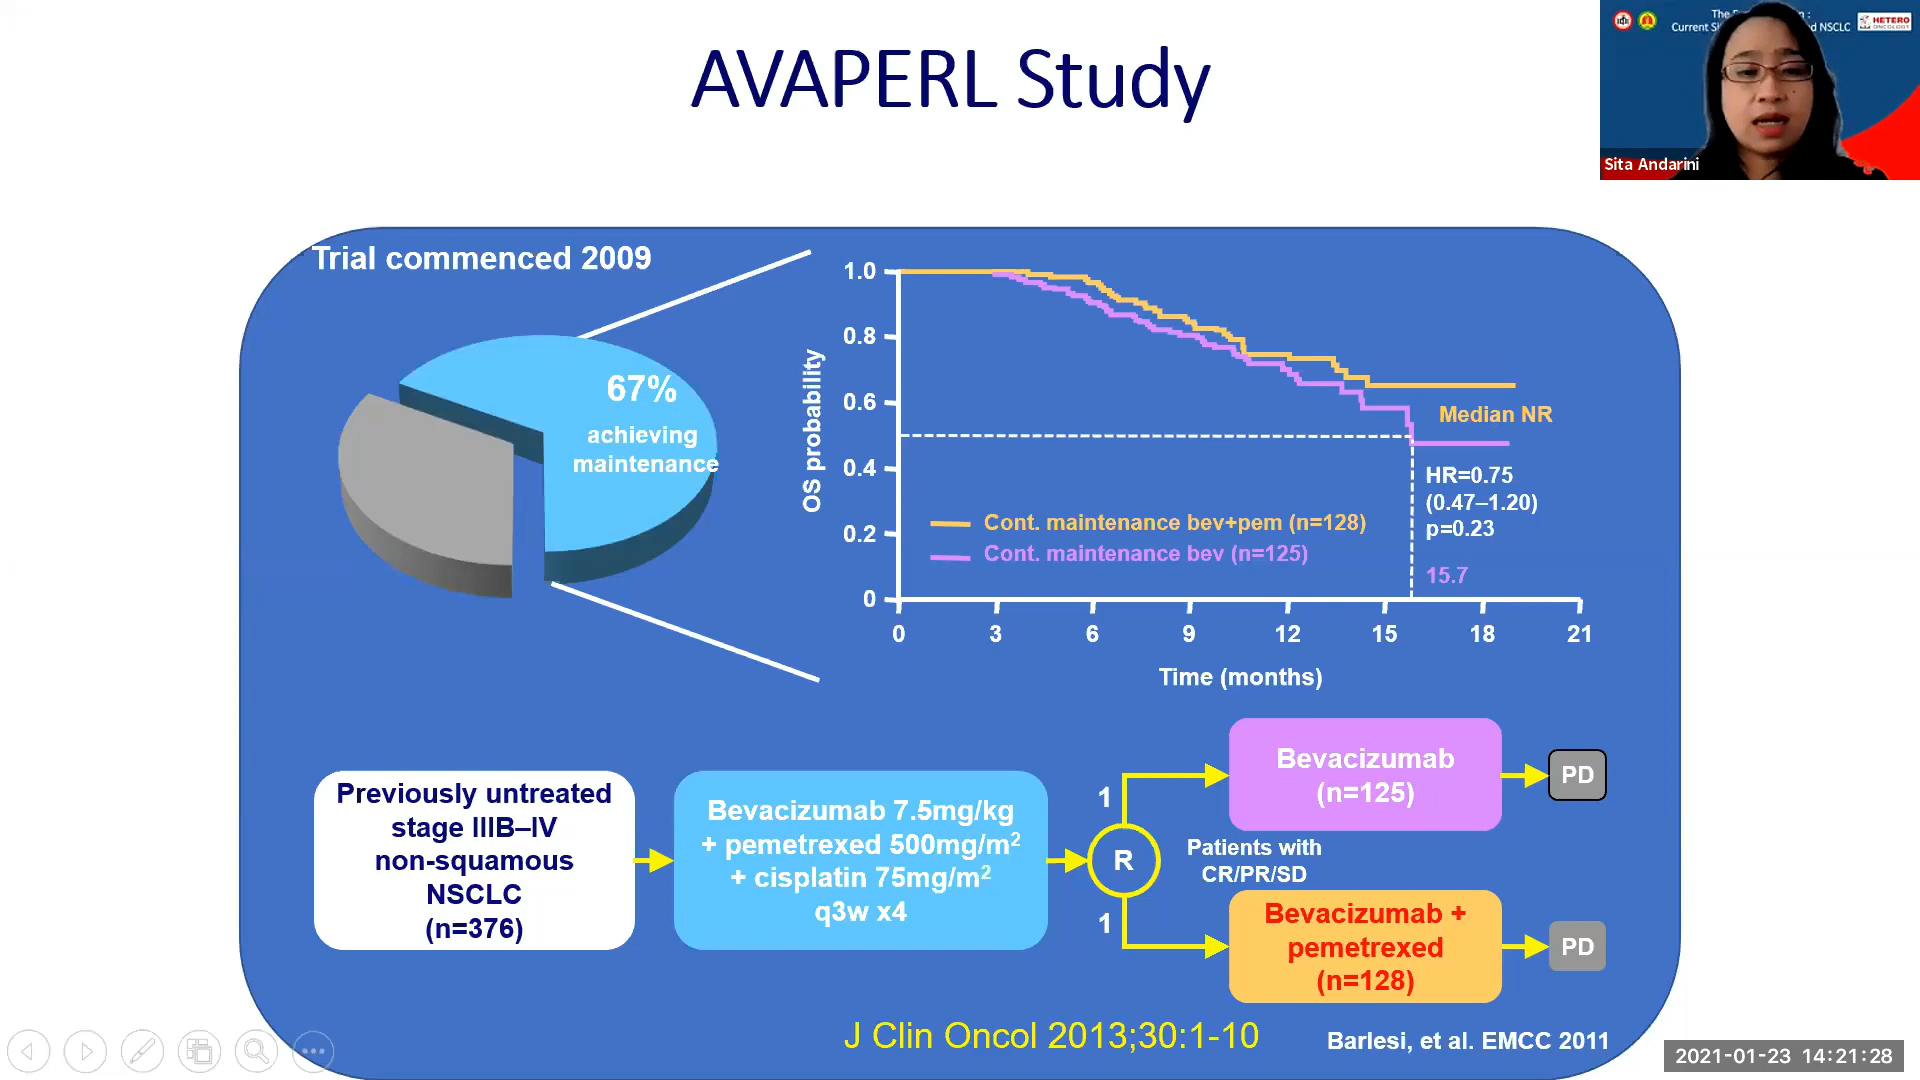 AVAPERL Study
HETERO
ONCOLOGY
Current
NSCLC
Sita Andarini
Trial commenced 2009
67%
achieving
maintenance
OS probability
1.0
0.8
0.6
0.4
0.2
0
0 3 6 9 12 15 18 21
Time (months)
Median NR
HR=0.75
(0.47–1.20)
p=0.23
15.7
Cont. maintenance bev+pem (n=128)
Cont. maintenance bev (n=125)
Previously untreated
stage IIIB–IV
non-squamous
NSCLC
(n=376)
Bevacizumab 7.5mg/kg
+ pemetrexed 500mg/m²
+ cisplatin 75mg/m²
q3w x4
1
R
1
Patients with
CR/PR/SD
Bevacizumab
(n=125)
PD
Bevacizumab +
pemetrexed
(n=128)
PD
J Clin Oncol 2013;30:1-10
Barlesi, et al. EMCC 2011
2021-01-23 14:21:28